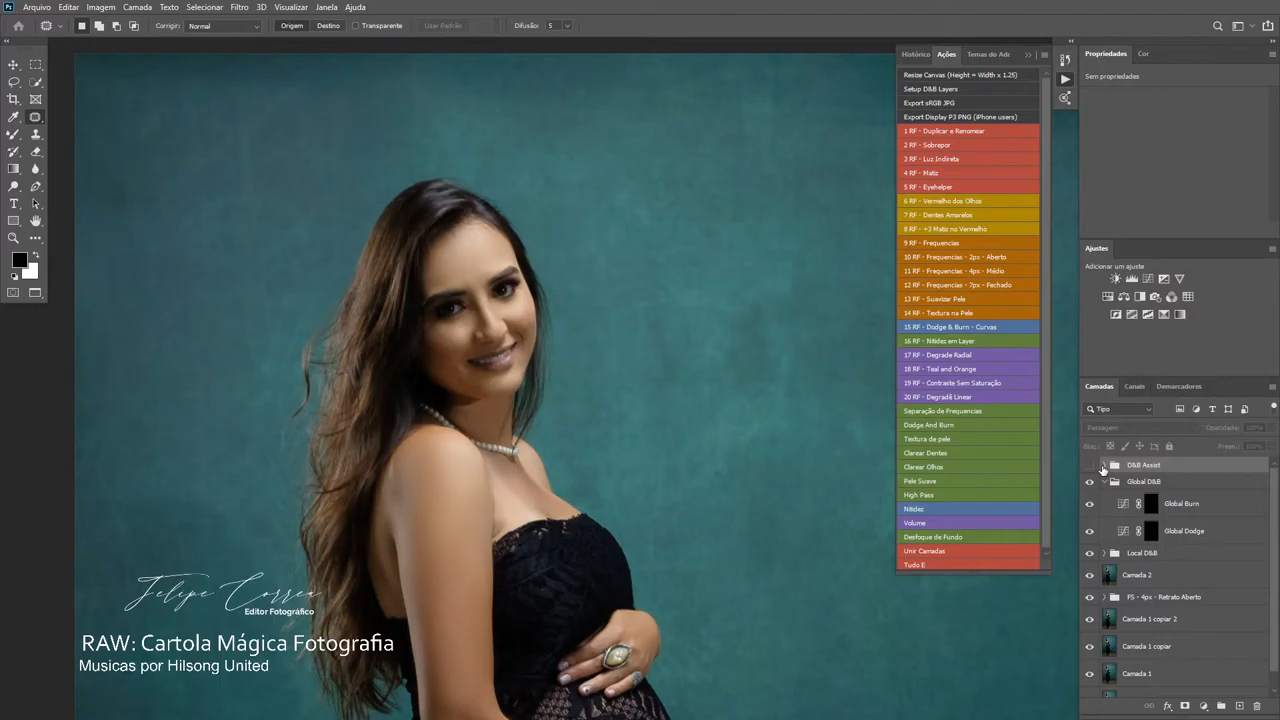 Arquivo Editar Imagem Camada Texto Selecionar Filtro 3D Visualizar Janela Ajuda
Corrigir: Normal Origem Destino Transparente Usar Padrão Difusão: 5
Histórico Ações Temas do Ado
Resize Canvas (Height = Width x 1.25)
Setup D&B Layers
Export sRGB JPG
Export Display P3 PNG (iPhone users)
1 RF - Duplicar e Renomear
2 RF - Sobrepor
3 RF - Luz Indireta
4 RF - Matiz
5 RF - Eyehelper
6 RF - Vermelho dos Olhos
7 RF - Dentes Amarelos
8 RF - +3 Matiz no Vermelho
9 RF - Frequencias
10 RF - Frequencias - 2px - Aberto
11 RF - Frequencias - 4px - Médio
12 RF - Frequencias - 7px - Fechado
13 RF - Suavizar Pele
14 RF - Textura na Pele
15 RF - Dodge & Burn - Curvas
16 RF - Nitidez em Layer
17 RF - Degrade Radial
18 RF - Teal and Orange
19 RF - Contraste Sem Saturação
20 RF - Degradê Linear
Separação de Frequencias
Dodge And Burn
Textura de pele
Clarear Dentes
Clarear Olhos
Pele Suave
High Pass
Nitidez
Volume
Desfoque de Fundo
Unir Camadas
Tudo E
Propriedades Cor
Sem propriedades
Ajustes
Adicionar um ajuste
Camadas Canais Demarcadores
Tipo
Passagem Opacidade: 100%
Bloq.: Preen.: 100%
D&B Assist
Global D&B
Global Burn
Global Dodge
Local D&B
Camada 2
FS - 4px - Retrato Aberto
Camada 1 copiar 2
Camada 1 copiar
Camada 1
Felipe Correa
Editor Fotográfico
RAW: Cartola Mágica Fotografia
Musicas por Hilsong United